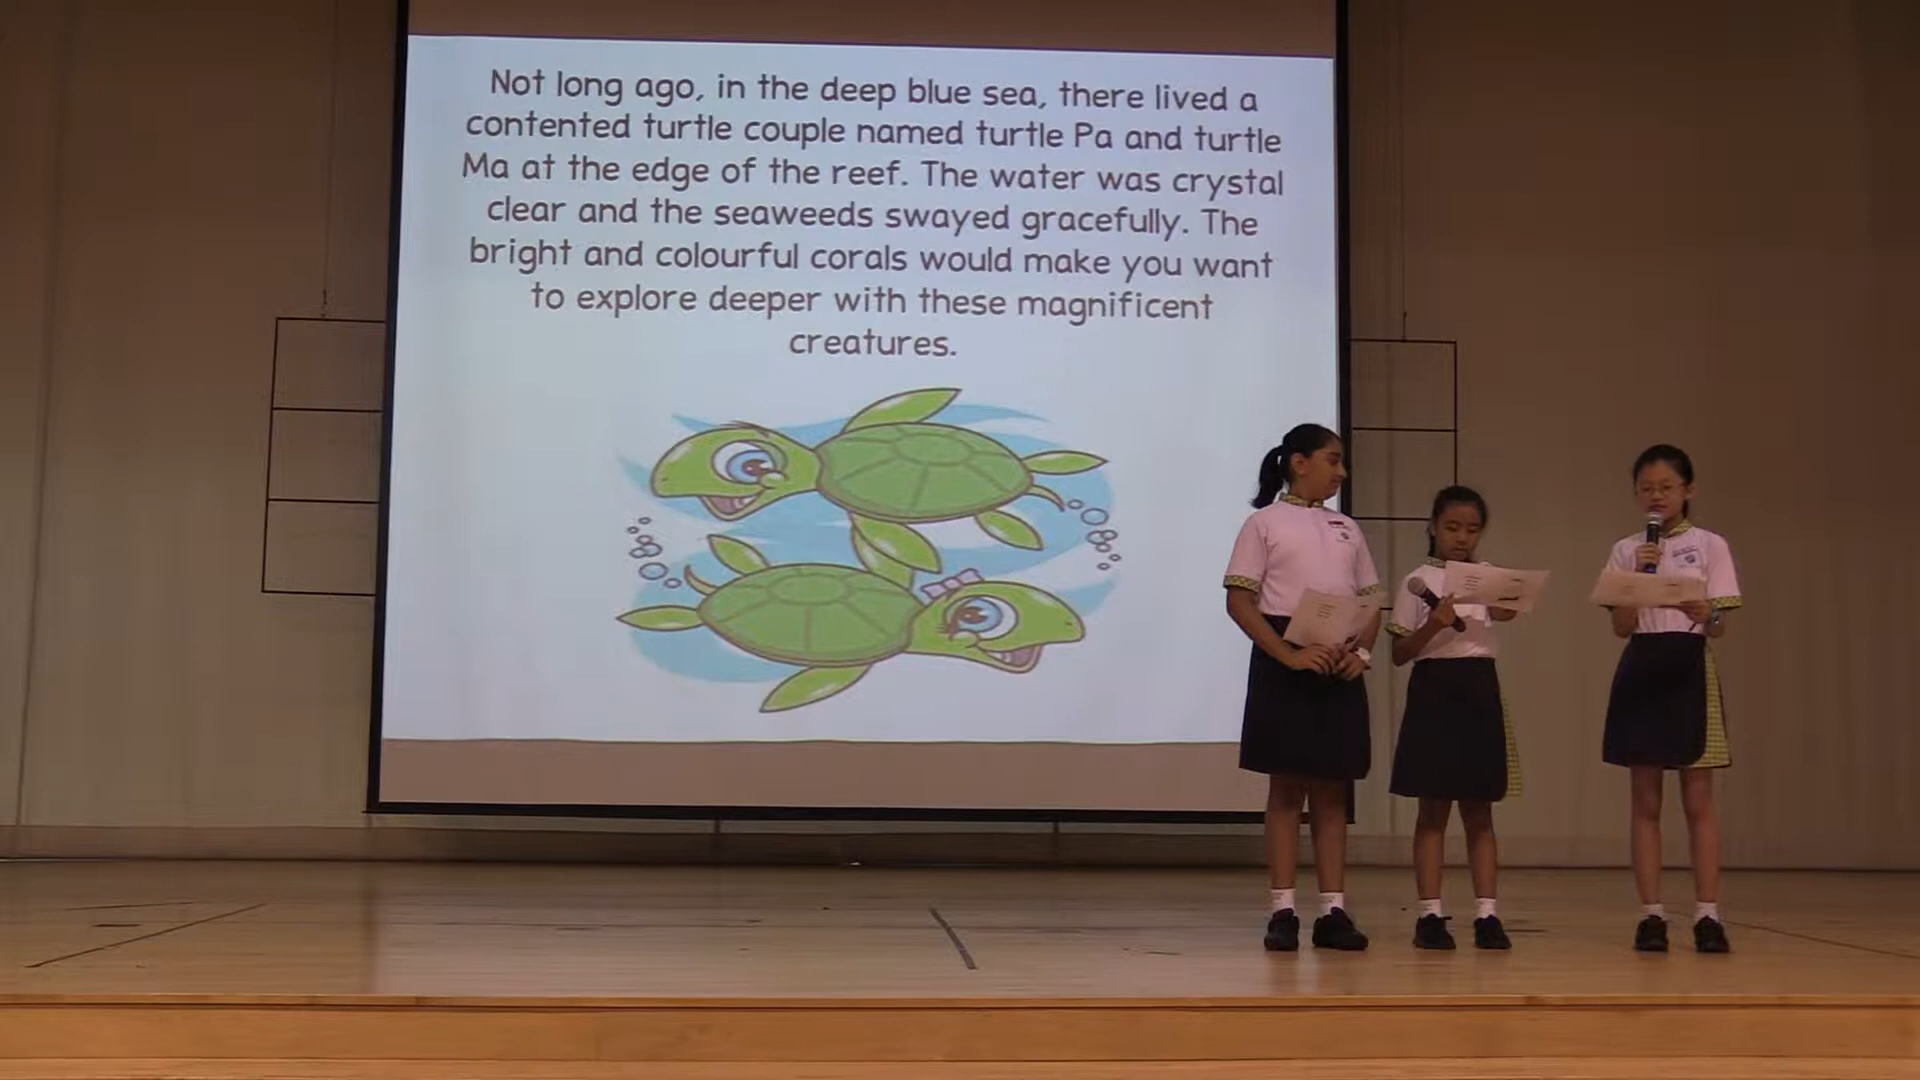 Not long ago, in the deep blue sea, there lived a
contented turtle couple named turtle Pa and turtle
Ma at the edge of the reef. The water was crystal
clear and the seaweeds swayed gracefully. The
bright and colourful corals would make you want
to explore deeper with these magnificent
creatures.